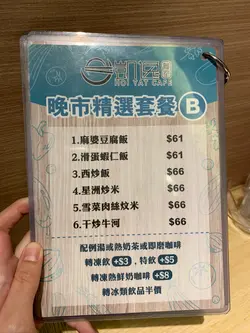 凱逸
HOI YAT CAFE
晚市精選套餐 B
1.麻婆豆腐飯 $61
2.滑蛋蝦仁飯 $61
3.西炒飯 $66
4.星洲炒米 $66
5.雪菜肉絲炆米 $66
6.干炒牛河 $66
配例湯或熱奶茶或即磨咖啡
轉凍飲 +$3 , 特飲 +$5
轉熱鮮奶咖啡 +$8
轉冰類飲品半價